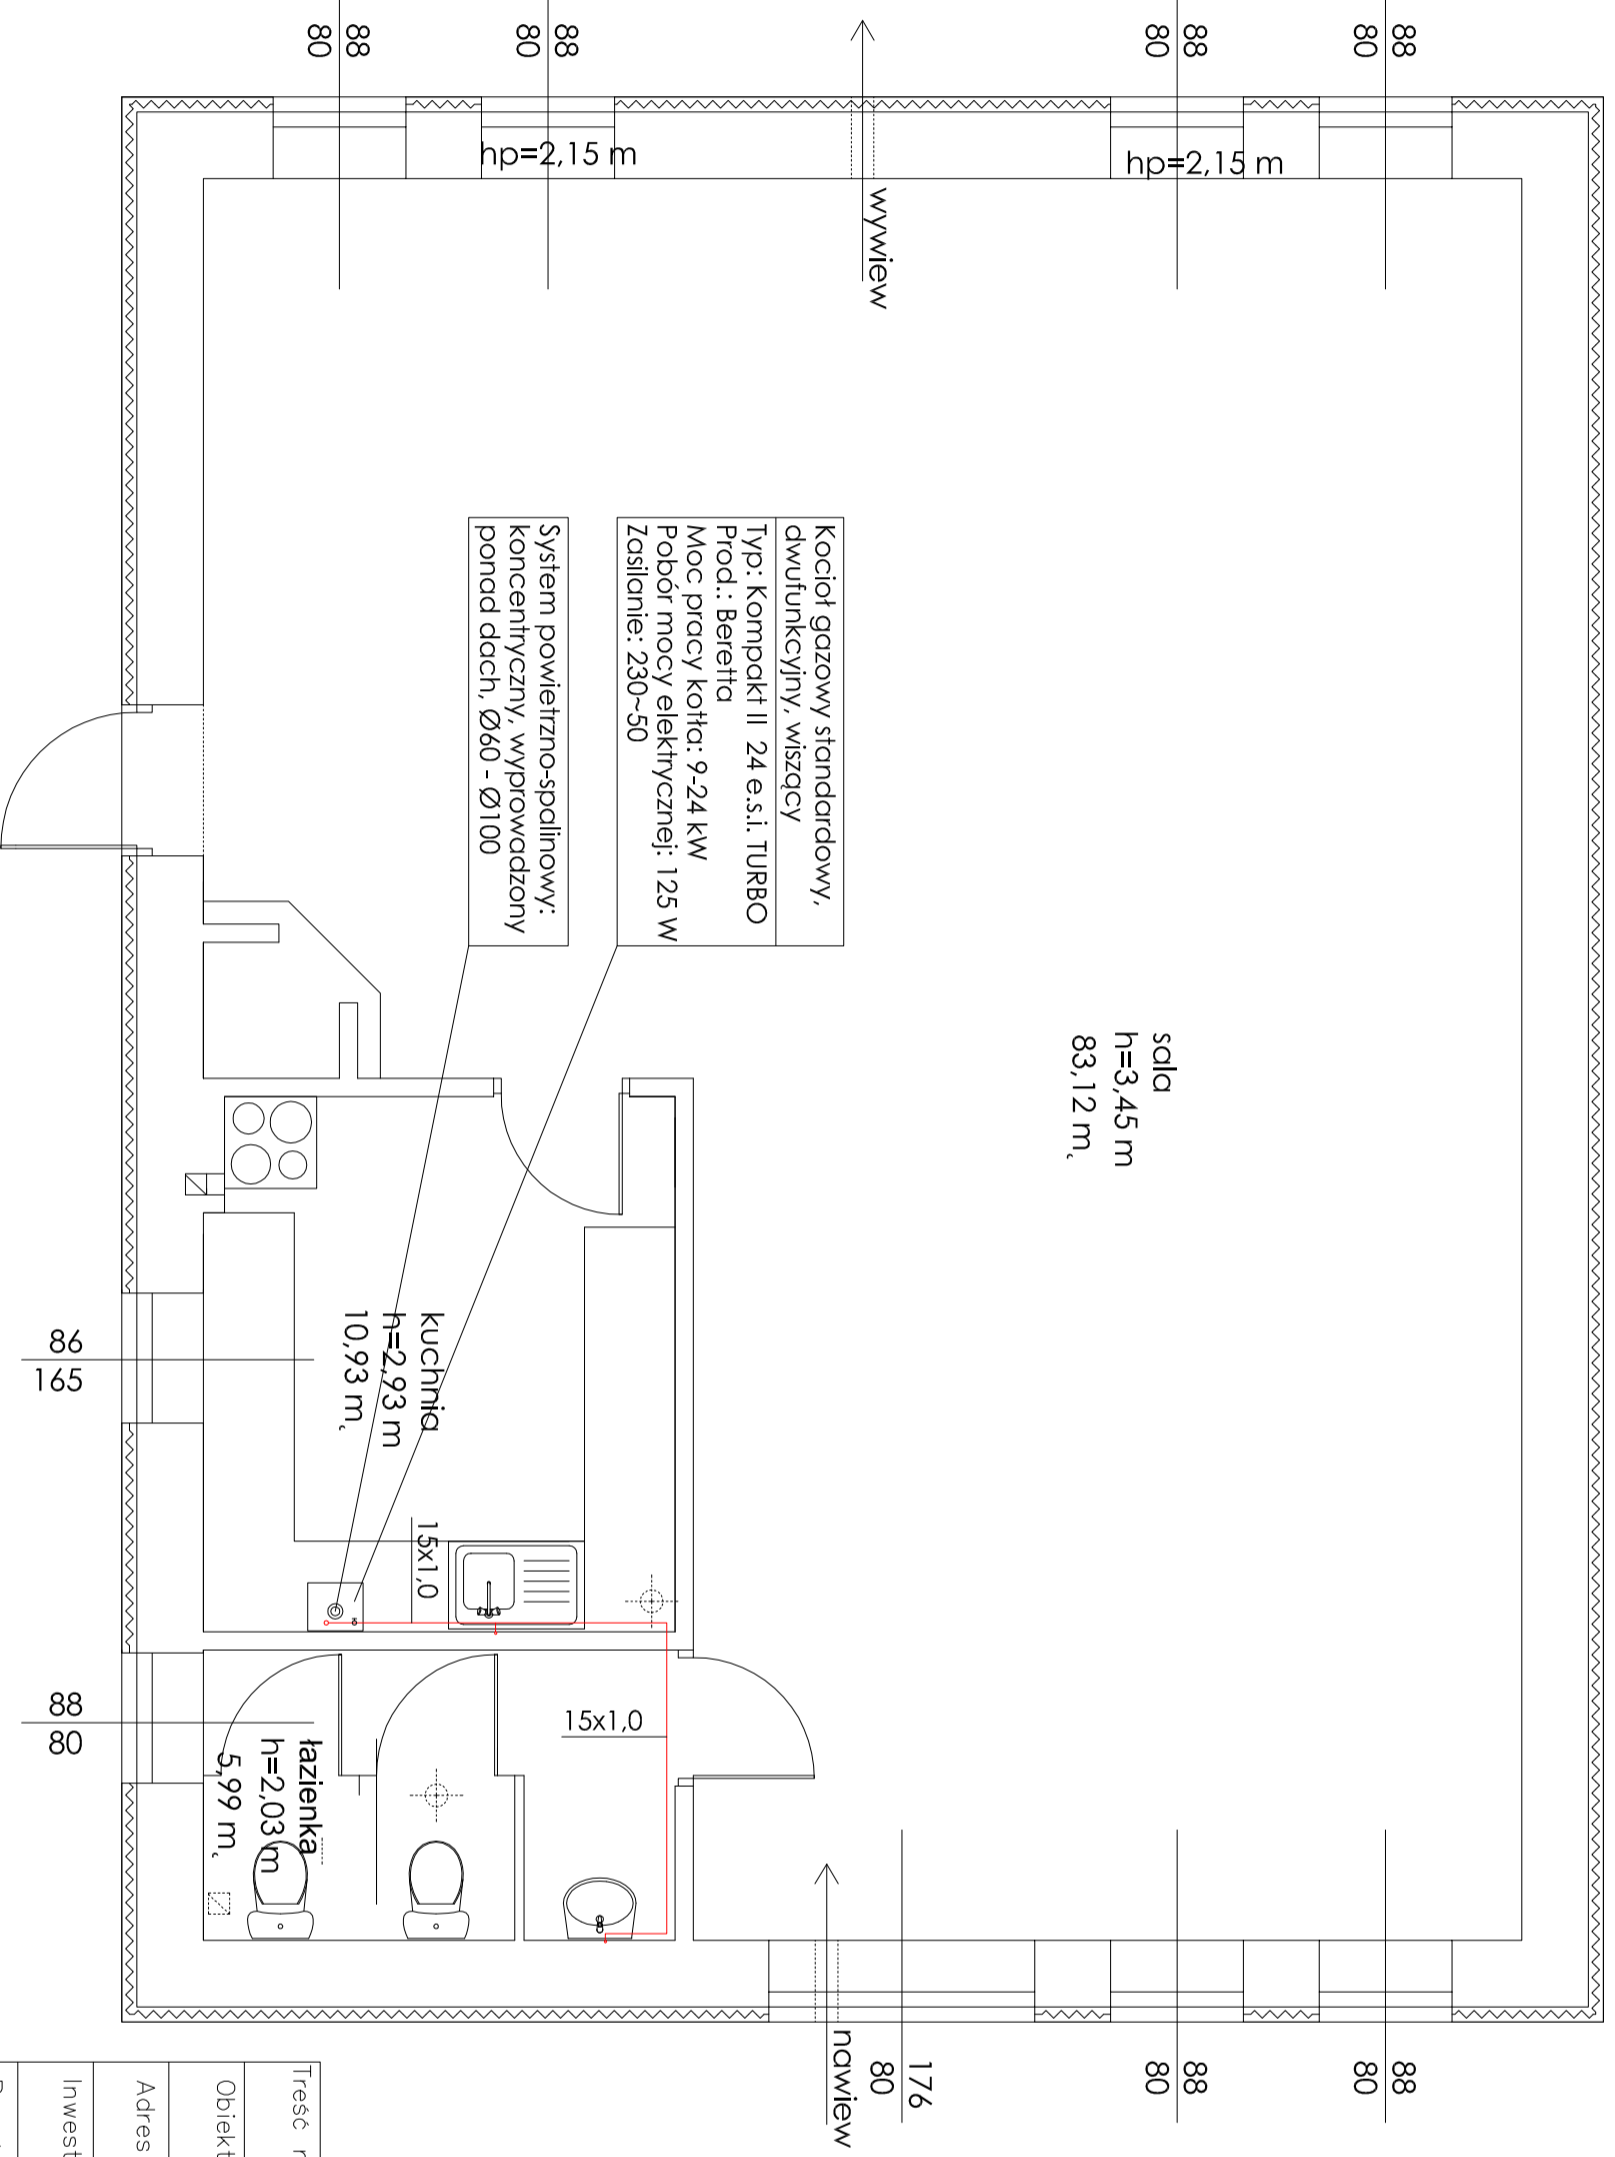 88
80
88
80
88
80
88
80
hp=2,15 m
hp=2,15 m
wywiew
Kocioł gazowy standardowy,
dwufunkcyjny, wiszący
Typ: Kompakt II 24 e.s.i. TURBO
Prod.: Beretta
Moc pracy kotła: 9-24 kW
Pobór mocy elektrycznej: 125 W
Zasilanie: 230~50
System powietrzno-spalinowy:
koncentryczny, wyprowadzony
ponad dach, Ø60 - Ø100
sala
h=3,45 m
83,12 m˛
kuchnia
h=2,93 m
10,93 m˛
86
165
15x1,0
15x1,0
88
80
łazienka
h=2,03 m
5,99 m˛
nawiew
176
80
88
80
88
80
Treść r
Obiekt
Adres
Inwest